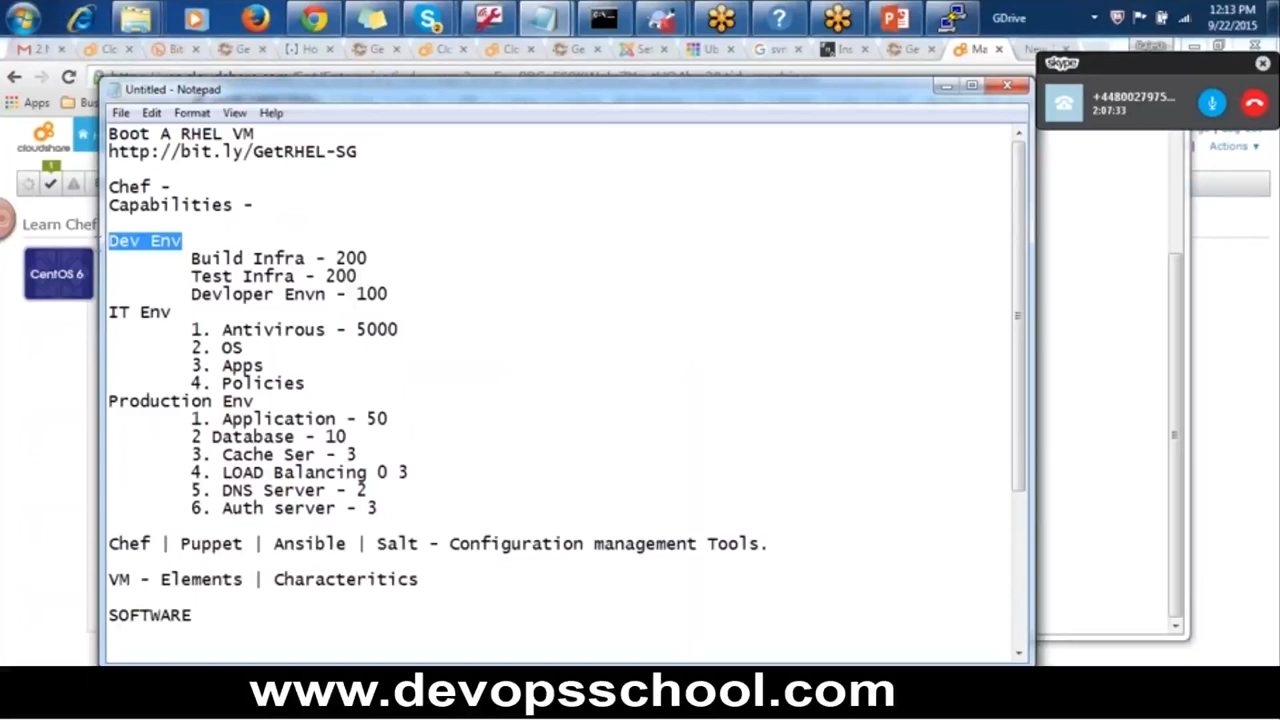 GDrive
12:13 PM
9/22/2015
Untitled - Notepad
File Edit Format View Help
skype
+4480027975...
2:07:33
Apps
cloudshare
Actions
Learn Chef
CentOS 6
Boot A RHEL VM
http://bit.ly/GetRHEL-SG
Chef -
Capabilities -
Dev Env
Build Infra - 200
Test Infra - 200
Devloper Envn - 100
IT Env
1. Antivirous - 5000
2. OS
3. Apps
4. Policies
Production Env
1. Application - 50
2 Database - 10
3. Cache Ser - 3
4. LOAD Balancing 0 3
5. DNS Server - 2
6. Auth server - 3
Chef | Puppet | Ansible | Salt - Configuration management Tools.
VM - Elements | Characteritics
SOFTWARE
www.devopsschool.com